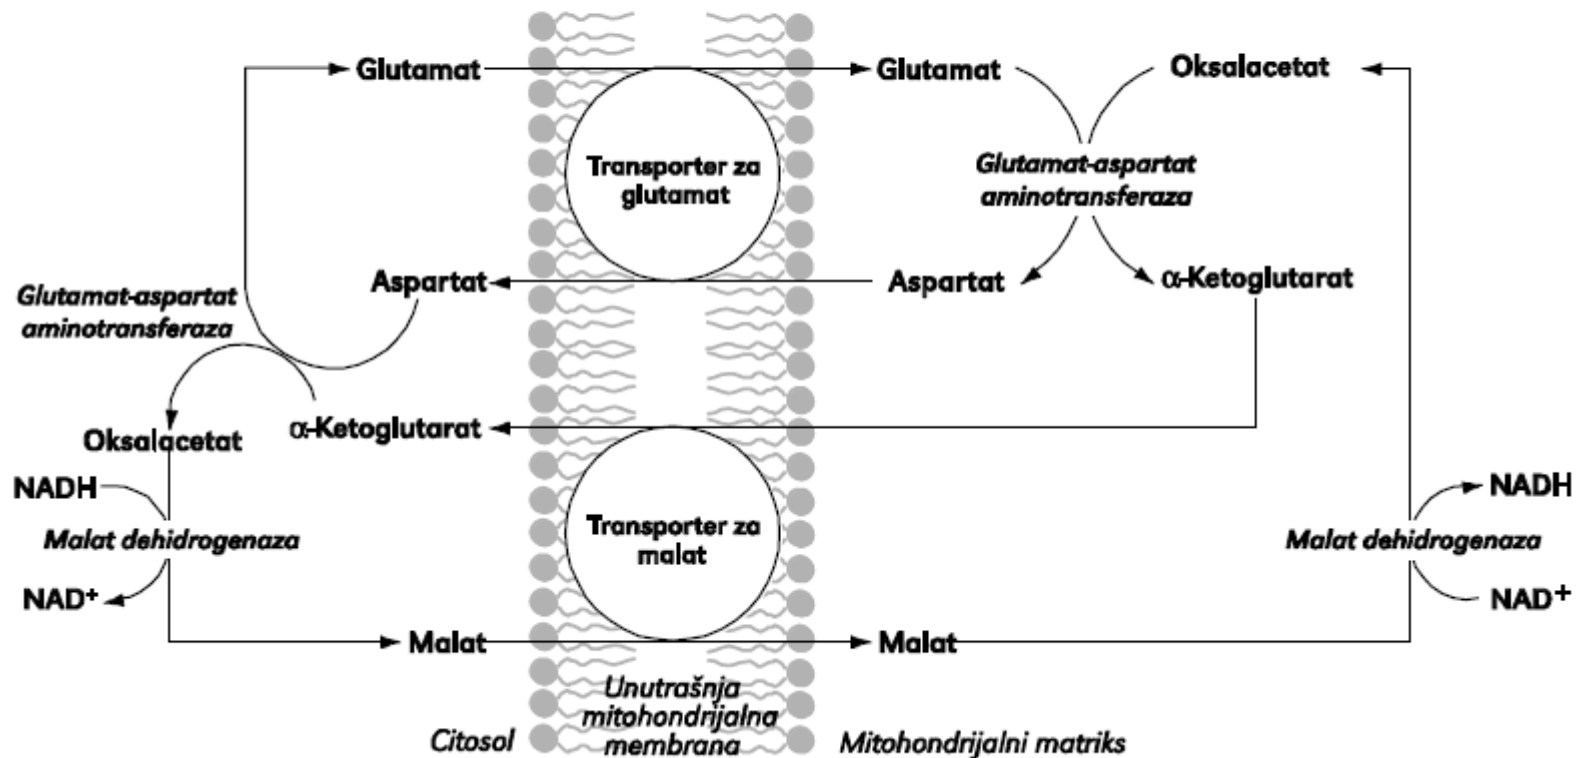 Glutamat
Glutamat
Oksalacetat
Transporter za
glutamat
Glutamat-aspartat
aminotransferaza
Glutamat-aspartat
aminotransferaza
Aspartat
Aspartat
α-Ketoglutarat
Oksalacetat
α-Ketoglutarat
NADH
Malat dehidrogenaza
NAD+
Transporter za
malat
NADH
Malat dehidrogenaza
NAD+
Malat
Malat
Unutrašnja
mitohondrijalna
membrana
Citosol
Mitohondrijalni matriks